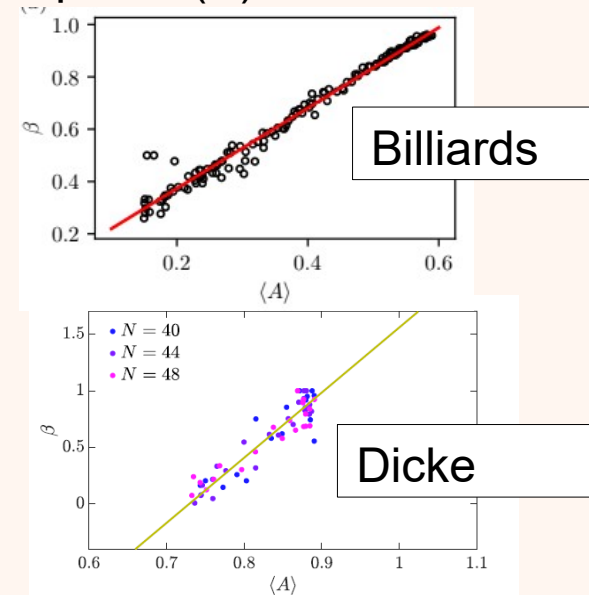 1.0
0.8
0.6
0.4
0.2
β
0.2 0.4 0.6
⟨A⟩
Billiards
1.5
1
0.5
0
β
N = 40
N = 44
N = 48
0.6 0.7 0.8 0.9 1 1.1
⟨A⟩
Dicke